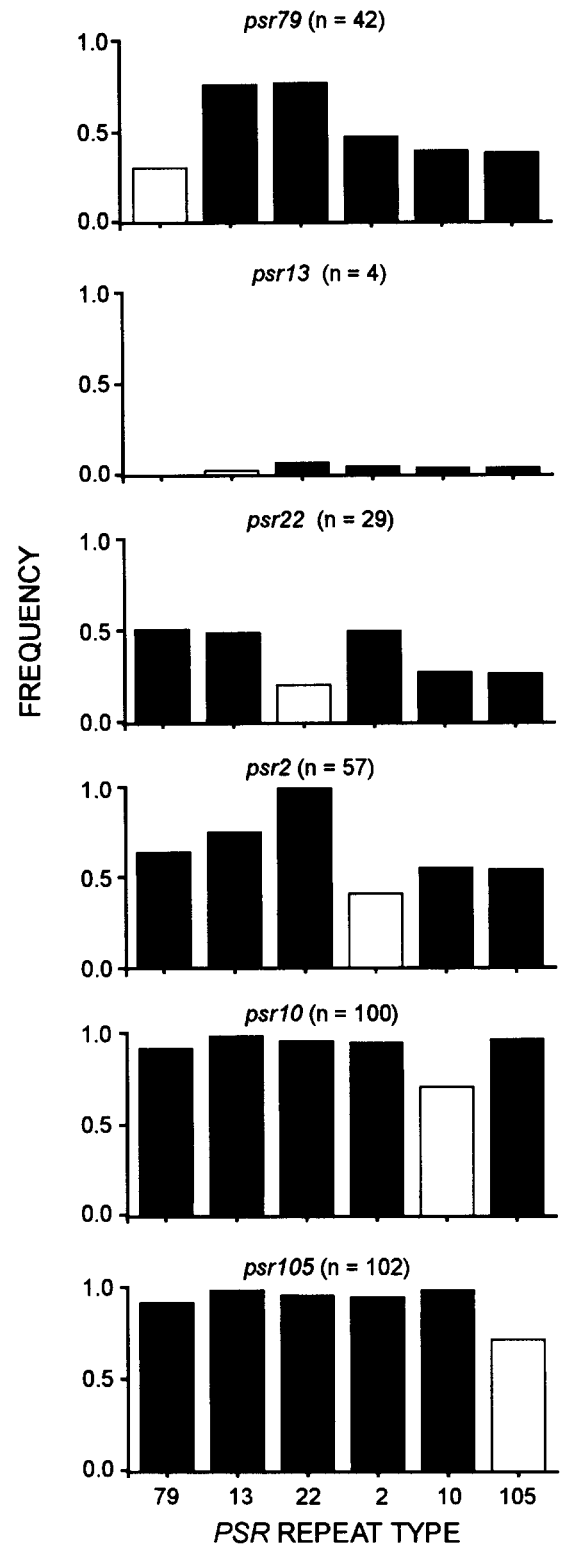 psr79 (n = 42)
1.0
0.5
0.0
psr13 (n = 4)
1.0
0.5
0.0
psr22 (n = 29)
1.0
0.5
0.0
psr2 (n = 57)
1.0
0.5
0.0
psr10 (n = 100)
1.0
0.5
0.0
psr105 (n = 102)
1.0
0.5
0.0
79 13 22 2 10 105
PSR REPEAT TYPE
FREQUENCY